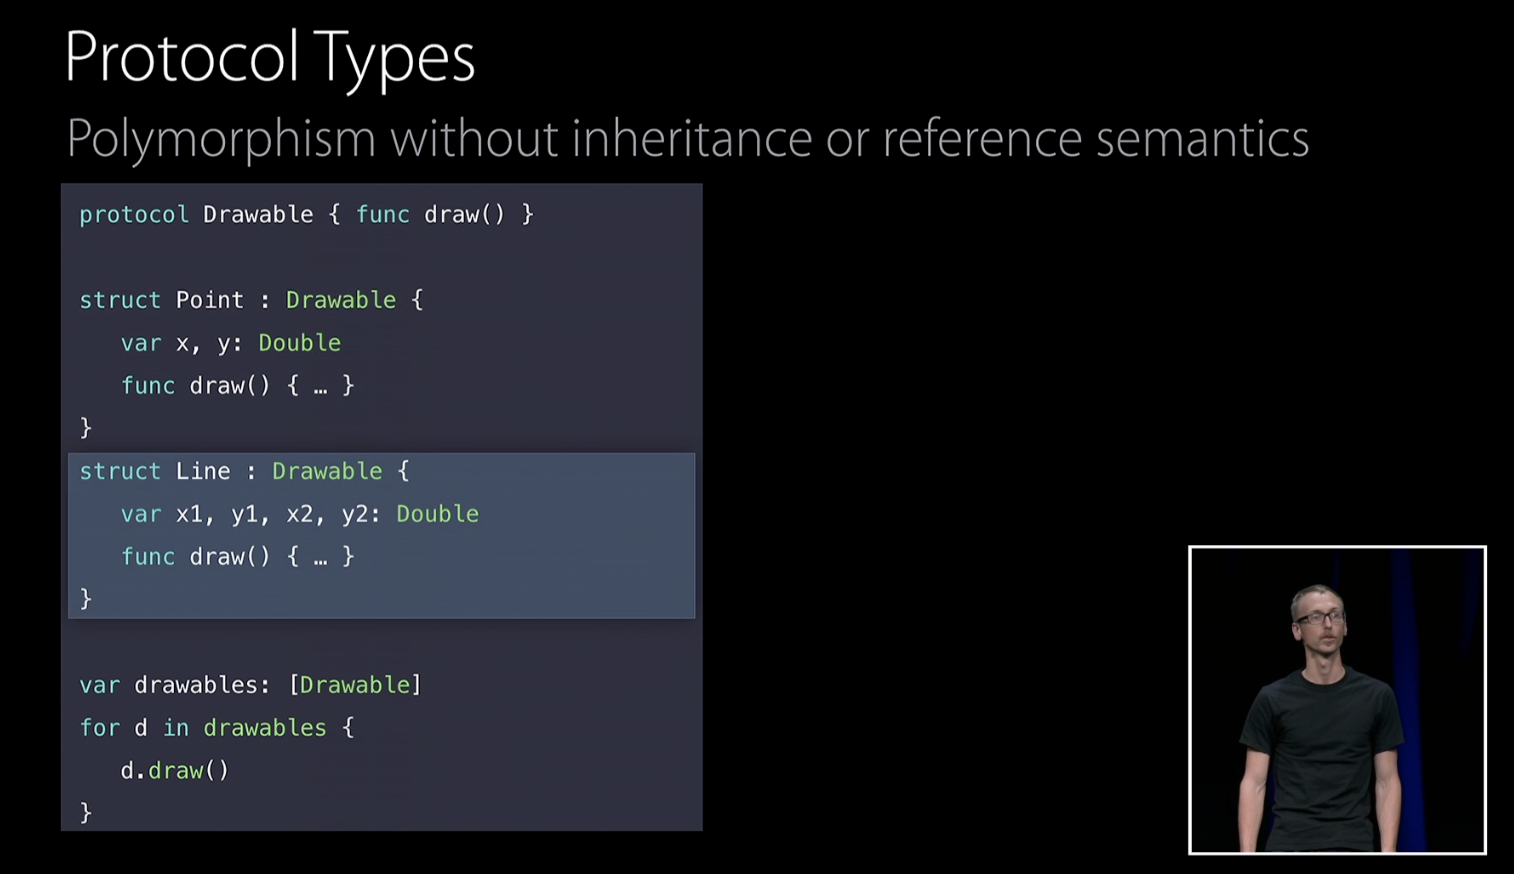 Protocol Types
Polymorphism without inheritance or reference semantics
protocol Drawable { func draw() }
struct Point : Drawable {
   var x, y: Double
   func draw() { … }
}
struct Line : Drawable {
   var x1, y1, x2, y2: Double
   func draw() { … }
}
var drawables: [Drawable]
for d in drawables {
   d.draw()
}